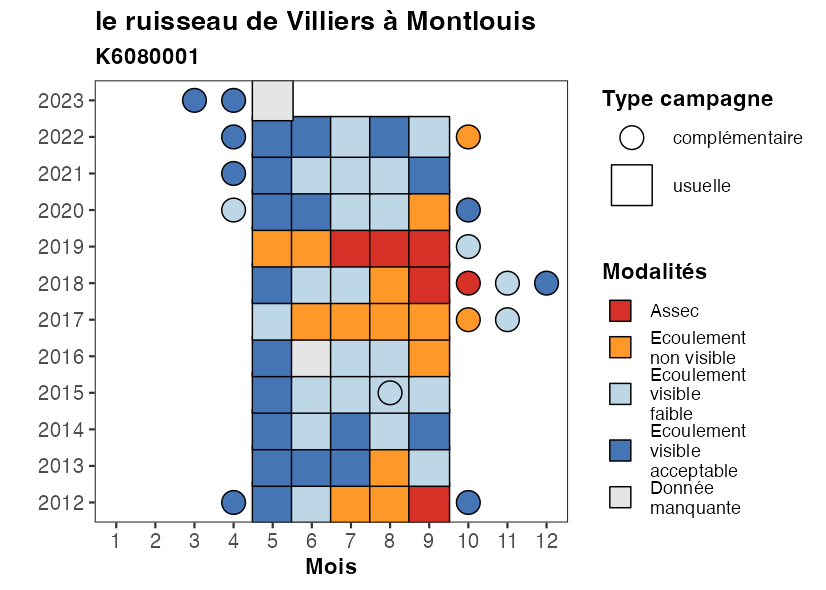 le ruisseau de Villiers à Montlouis
K6080001
2023
2022
2021
2020
2019
2018
2017
2016
2015
2014
2013
2012
1 2 3 4 5 6 7 8 9 10 11 12
Mois
Type campagne
complémentaire
usuelle
Modalités
Assec
Ecoulement
non visible
Ecoulement
visible
faible
Ecoulement
visible
acceptable
Donnée
manquante